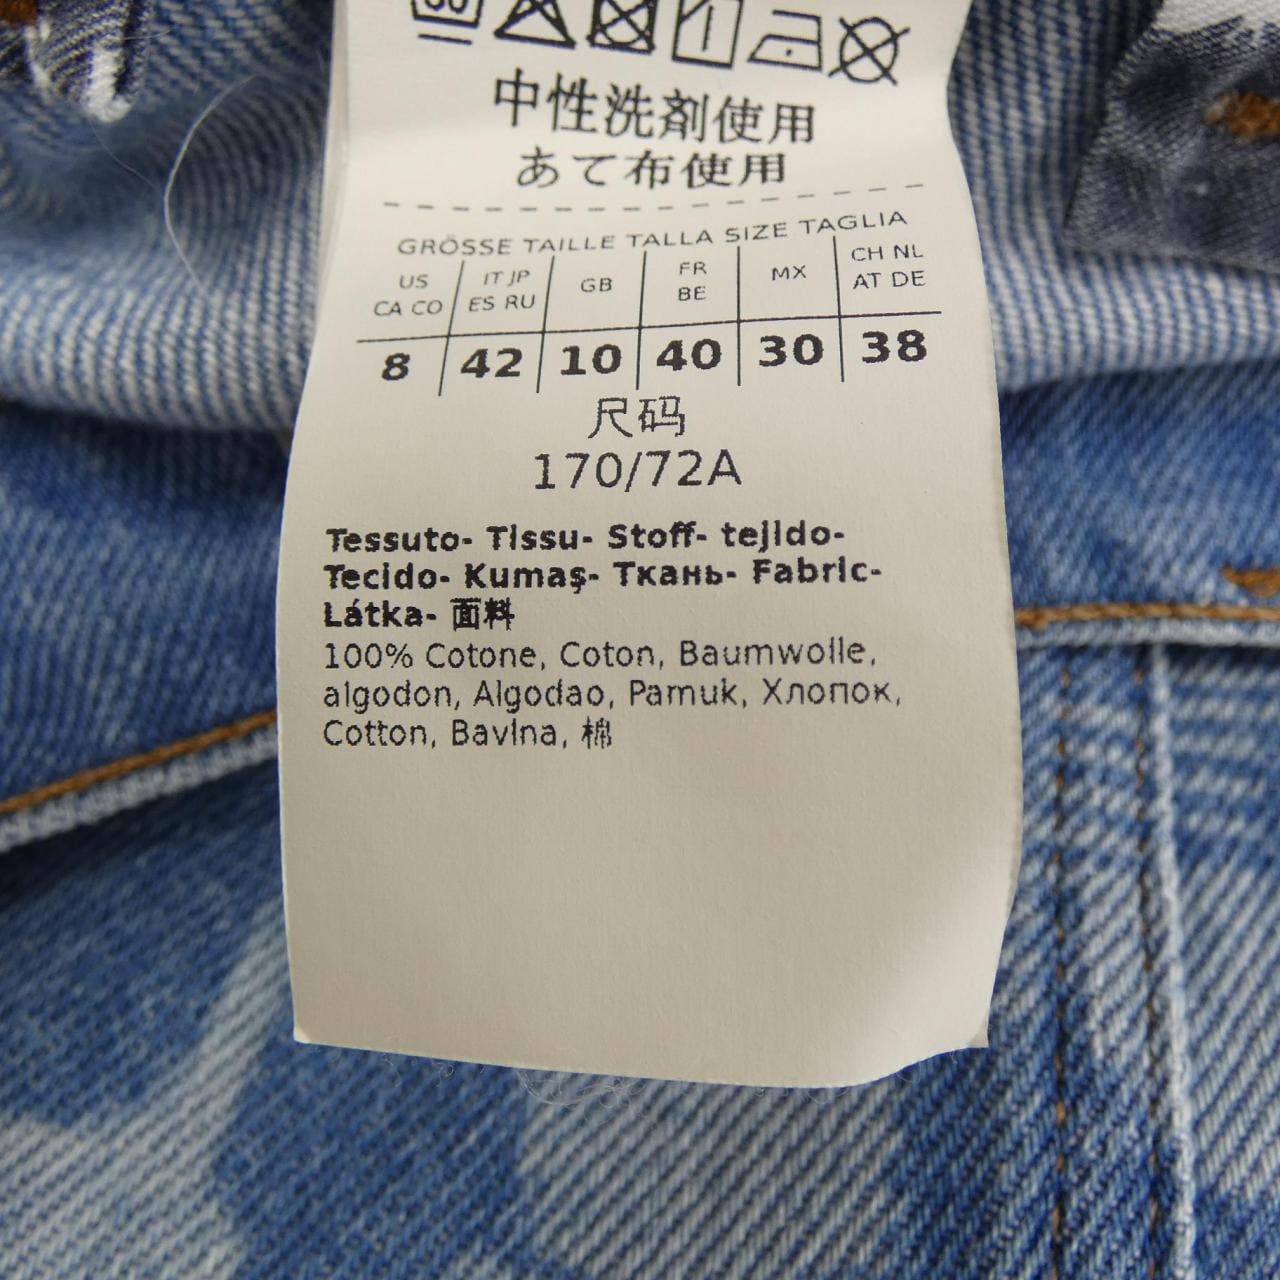 30
中性洗剤使用
あて布使用
GRÖSSE TAILLE TALLA SIZE TAGLIA
US CA CO IT JP ES RU GB FR BE MX CH NL AT DE
8 42 10 40 30 38
尺码
170/72A
Tessuto- Tissu- Stoff- tejido-
Tecido- Kumaş- Ткань- Fabric-
Látka- 面料
100% Cotone, Coton, Baumwolle,
algodon, Algodao, Pamuk, Хлопок,
Cotton, Bavlna, 棉